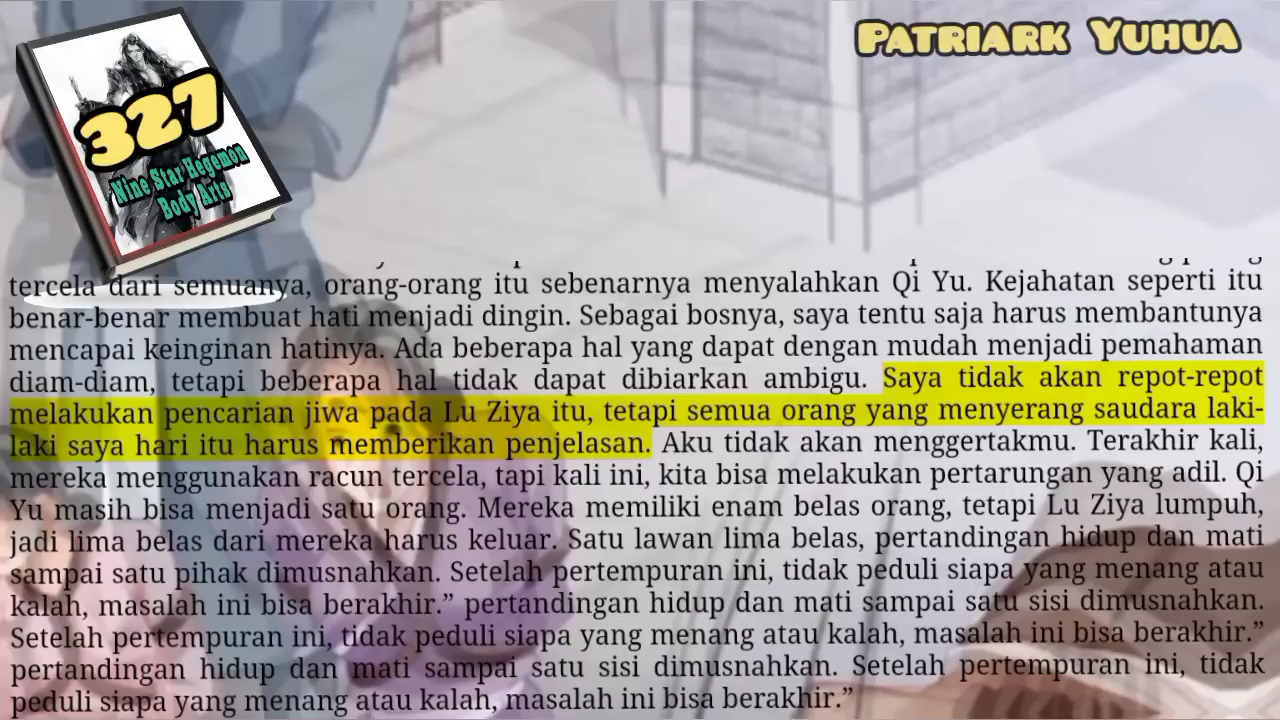 PATRIARK YUHUA
327
Nine Star Hegemon
Body Arts
tercela dari semuanya, orang-orang itu sebenarnya menyalahkan Qi Yu. Kejahatan seperti itu
benar-benar membuat hati menjadi dingin. Sebagai bosnya, saya tentu saja harus membantunya
mencapai keinginan hatinya. Ada beberapa hal yang dapat dengan mudah menjadi pemahaman
diam-diam, tetapi beberapa hal tidak dapat dibiarkan ambigu. Saya tidak akan repot-repot
melakukan pencarian jiwa pada Lu Ziya itu, tetapi semua orang yang menyerang saudara laki-
laki saya hari itu harus memberikan penjelasan. Aku tidak akan menggertakmu. Terakhir kali,
mereka menggunakan racun tercela, tapi kali ini, kita bisa melakukan pertarungan yang adil. Qi
Yu masih bisa menjadi satu orang. Mereka memiliki enam belas orang, tetapi Lu Ziya lumpuh,
jadi lima belas dari mereka harus keluar. Satu lawan lima belas, pertandingan hidup dan mati
sampai satu pihak dimusnahkan. Setelah pertempuran ini, tidak peduli siapa yang menang atau
kalah, masalah ini bisa berakhir.” pertandingan hidup dan mati sampai satu sisi dimusnahkan.
Setelah pertempuran ini, tidak peduli siapa yang menang atau kalah, masalah ini bisa berakhir.”
pertandingan hidup dan mati sampai satu sisi dimusnahkan. Setelah pertempuran ini, tidak
peduli siapa yang menang atau kalah, masalah ini bisa berakhir.”